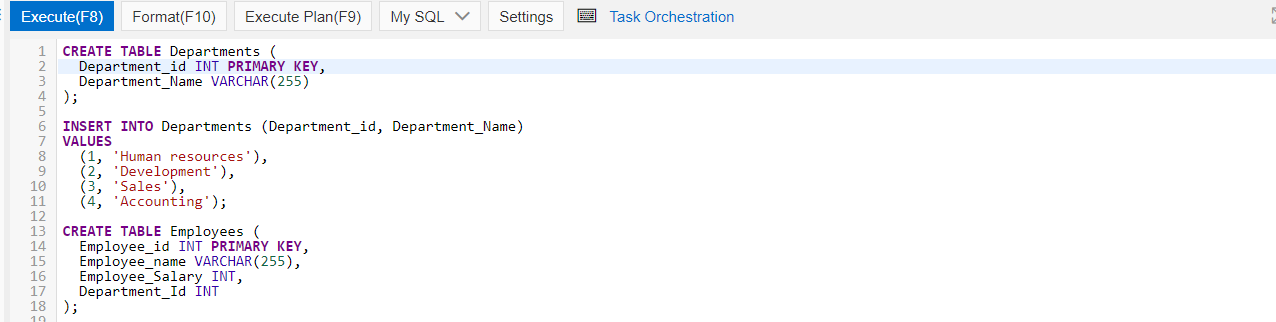 Execute(F8) Format(F10) Execute Plan(F9) My SQL Settings Task Orchestration
1 CREATE TABLE Departments (
2 Department_id INT PRIMARY KEY,
3 Department_Name VARCHAR(255)
4 );
5
6 INSERT INTO Departments (Department_id, Department_Name)
7 VALUES
8 (1, 'Human resources'),
9 (2, 'Development'),
10 (3, 'Sales'),
11 (4, 'Accounting');
12
13 CREATE TABLE Employees (
14 Employee_id INT PRIMARY KEY,
15 Employee_name VARCHAR(255),
16 Employee_Salary INT,
17 Department_Id INT
18 );
19